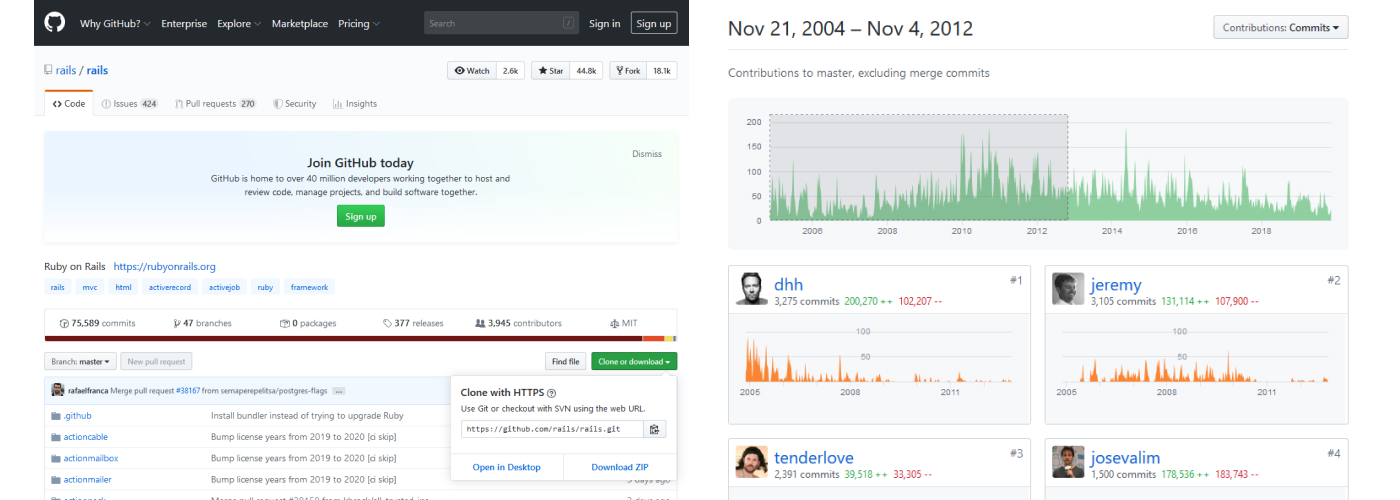 Why GitHub? Enterprise Explore Marketplace Pricing Search / Sign in Sign up
rails / rails
Watch 2.6k Star 44.8k Fork 18.1k
Code Issues 424 Pull requests 270 Security Insights
Join GitHub today
Dismiss
GitHub is home to over 40 million developers working together to host and
review code, manage projects, and build software together.
Sign up
Ruby on Rails https://rubyonrails.org
rails mvc html activerecord activejob ruby framework
75,589 commits 47 branches 0 packages 377 releases 3,945 contributors MIT
Branch: master New pull request Find file Clone or download
rafaelfranca Merge pull request #38167 from semaperepelitsa/postgres-flags ...
.github Install bundler instead of trying to upgrade Ruby
actioncable Bump license years from 2019 to 2020 [ci skip]
actionmailbox Bump license years from 2019 to 2020 [ci skip]
actionmailer Bump license years from 2019 to 2020 [ci skip]
Clone with HTTPS
Use Git or checkout with SVN using the web URL.
https://github.com/rails/rails.git
Open in Desktop Download ZIP
Nov 21, 2004 – Nov 4, 2012
Contributions: Commits
Contributions to master, excluding merge commits
200
150
100
50
0
2006 2008 2010 2012 2014 2016 2018
dhh #1
3,275 commits 200,270 ++ 102,207 --
100
50
2005 2008 2011
jeremy #2
3,105 commits 131,114 ++ 107,900 --
100
50
2005 2008 2011
tenderlove #3
2,391 commits 39,518 ++ 33,305 --
josevalim #4
1,500 commits 178,536 ++ 183,743 --